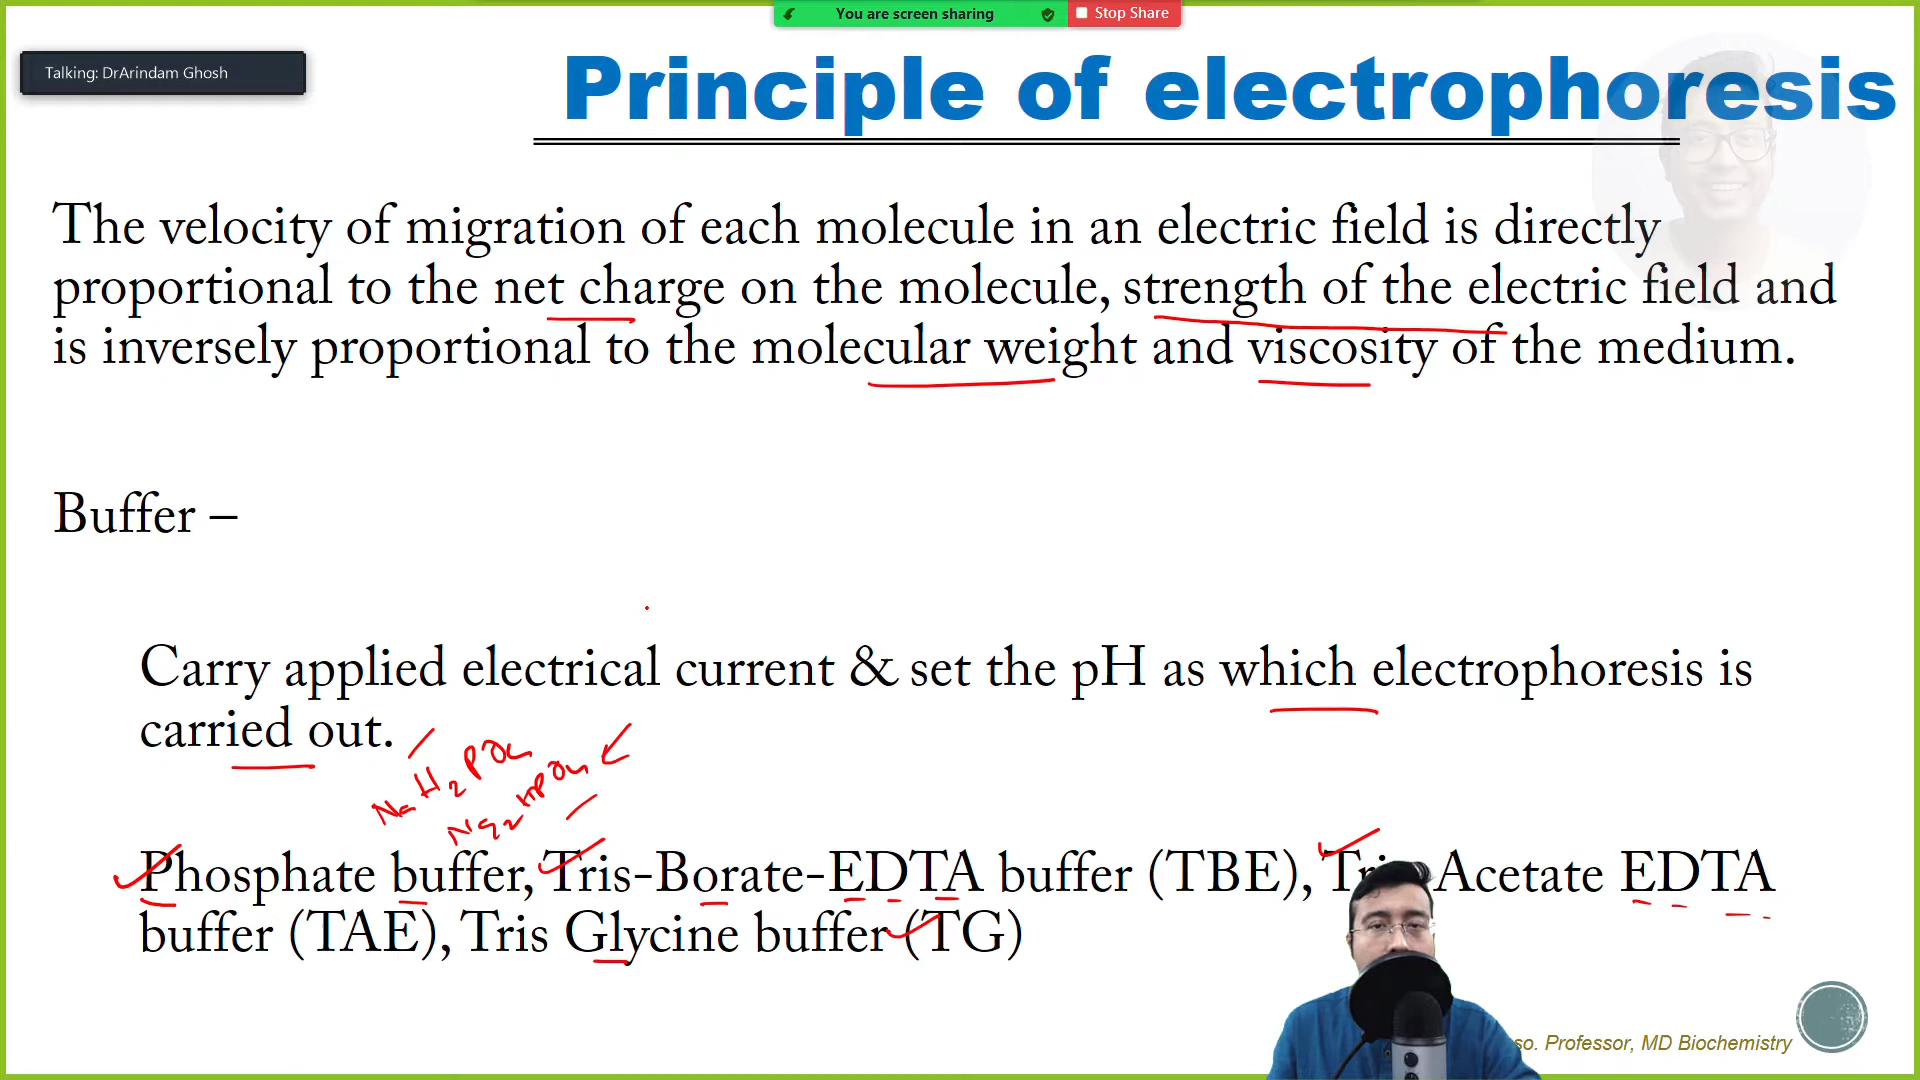 You are screen sharing
Stop Share
Talking: DrArindam Ghosh
Principle of electrophoresis
The velocity of migration of each molecule in an electric field is directly
proportional to the net charge on the molecule, strength of the electric field and
is inversely proportional to the molecular weight and viscosity of the medium.
Buffer –
Carry applied electrical current & set the pH as which electrophoresis is
carried out.
NaH2PO4
Na2HPO4
Phosphate buffer, Tris-Borate-EDTA buffer (TBE), Acetate EDTA
buffer (TAE), Tris Glycine buffer (TG)
Professor, MD Biochemistry